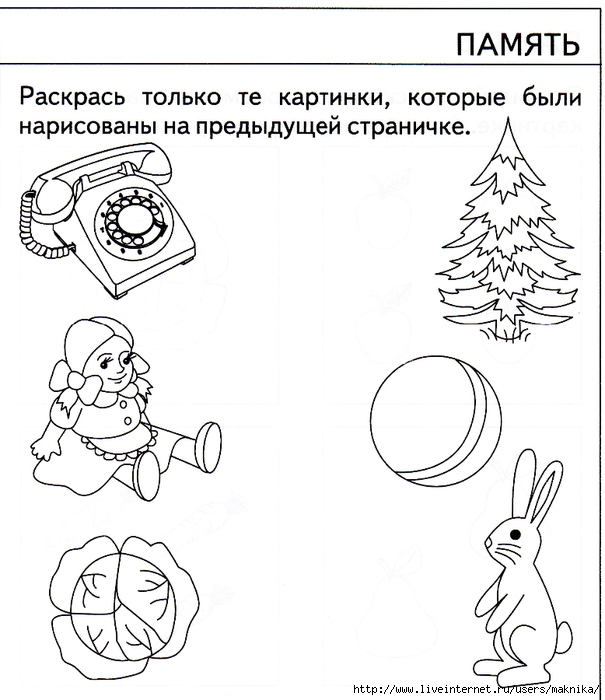 ПАМЯТЬ
Раскрась только те картинки, которые были
нарисованы на предыдущей страничке.
http://www.liveinternet.ru/users/maknika/